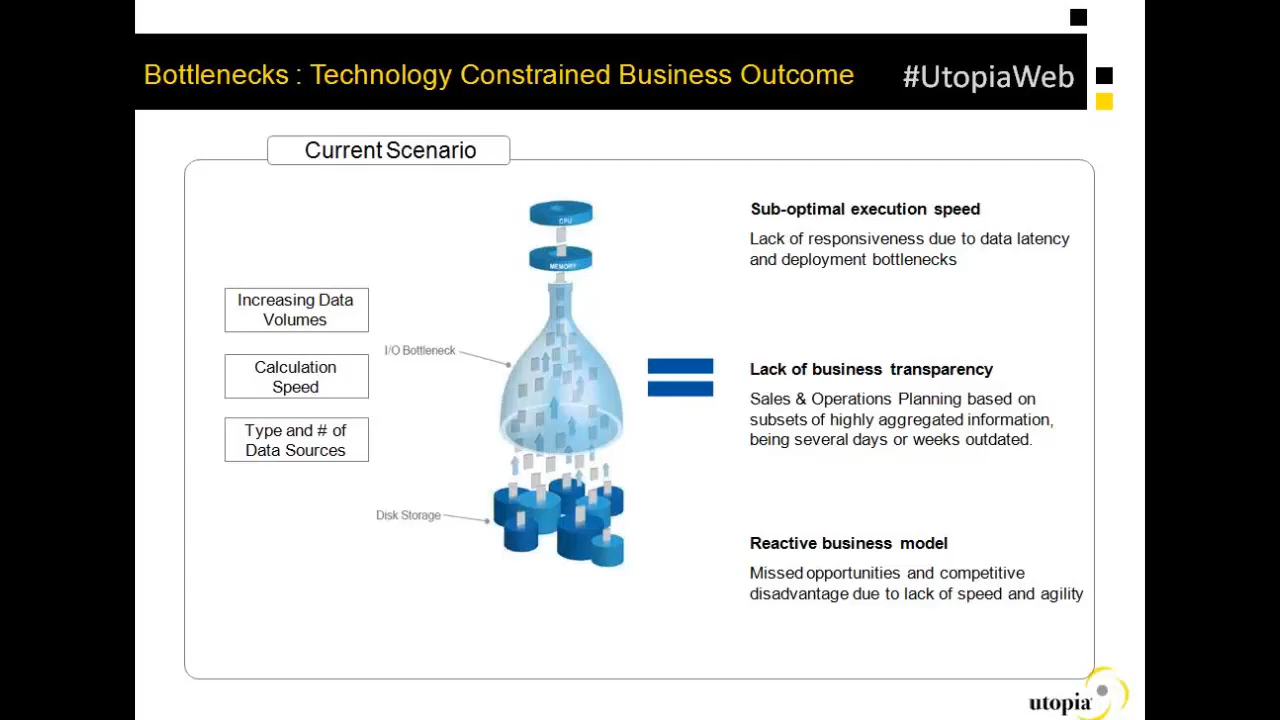 Bottlenecks : Technology Constrained Business Outcome
#UtopiaWeb
Current Scenario
Increasing Data
Volumes
Calculation
Speed
Type and # of
Data Sources
CPU
MEMORY
I/O Bottleneck
Disk Storage
Sub-optimal execution speed
Lack of responsiveness due to data latency
and deployment bottlenecks
Lack of business transparency
Sales & Operations Planning based on
subsets of highly aggregated information,
being several days or weeks outdated.
Reactive business model
Missed opportunities and competitive
disadvantage due to lack of speed and agility
utopia